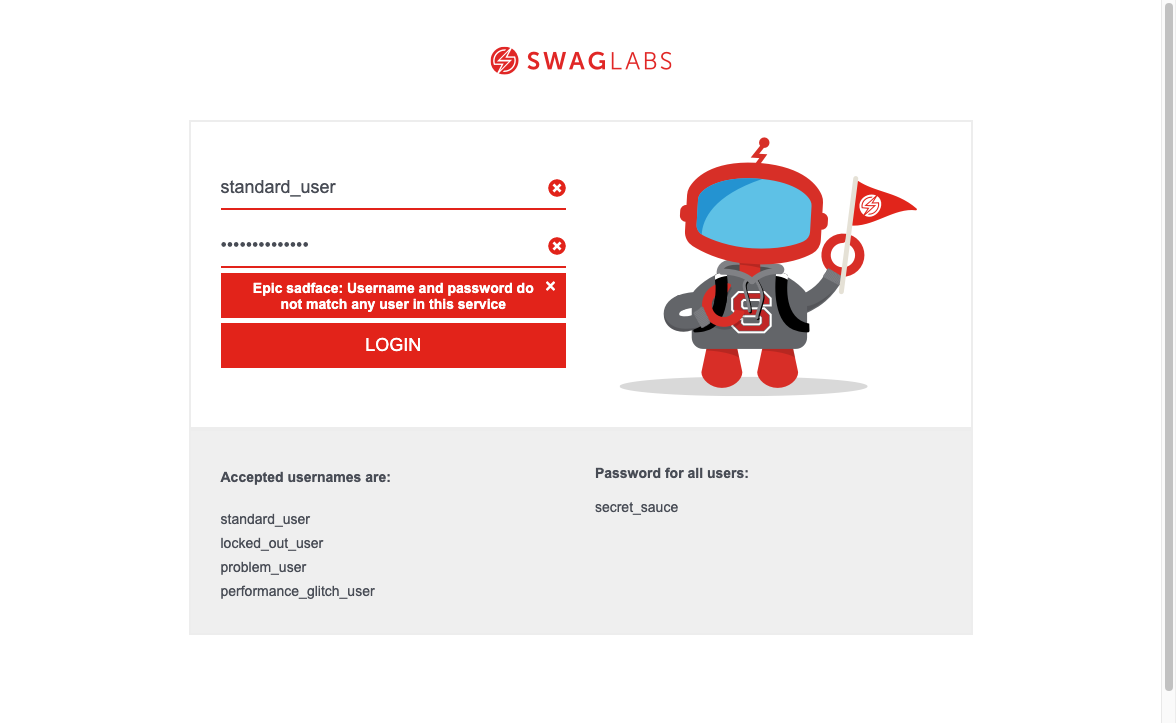 SWAGLABS
standard_user
••••••••••••••
Epic sadface: Username and password do
not match any user in this service
LOGIN
S
Accepted usernames are:
standard_user
locked_out_user
problem_user
performance_glitch_user
Password for all users:
secret_sauce